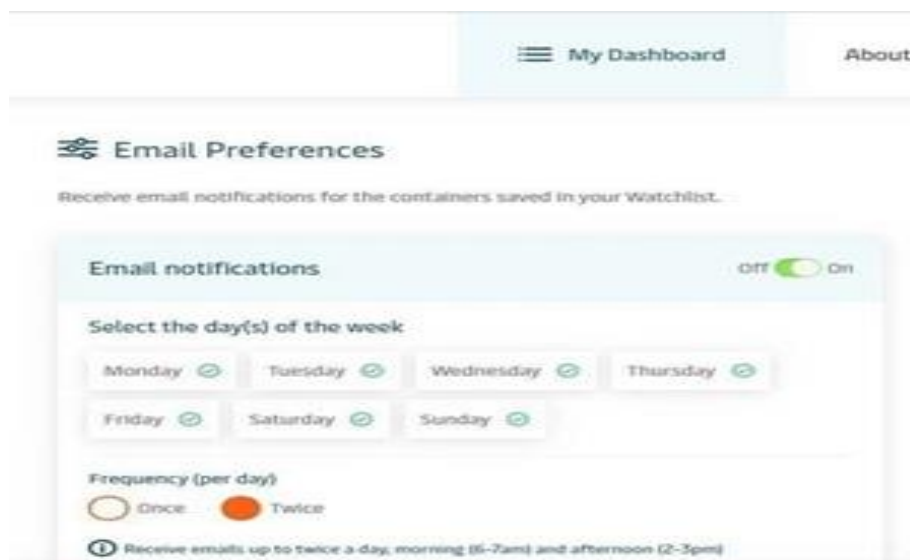 My Dashboard About
Email Preferences
Receive email notifications for the containers saved in your Watchlist.
Email notifications Off On
Select the day(s) of the week
Monday Tuesday Wednesday Thursday
Friday Saturday Sunday
Frequency (per day)
Once Twice
Receive emails up to twice a day, morning (6-7am) and afternoon (2-3pm)